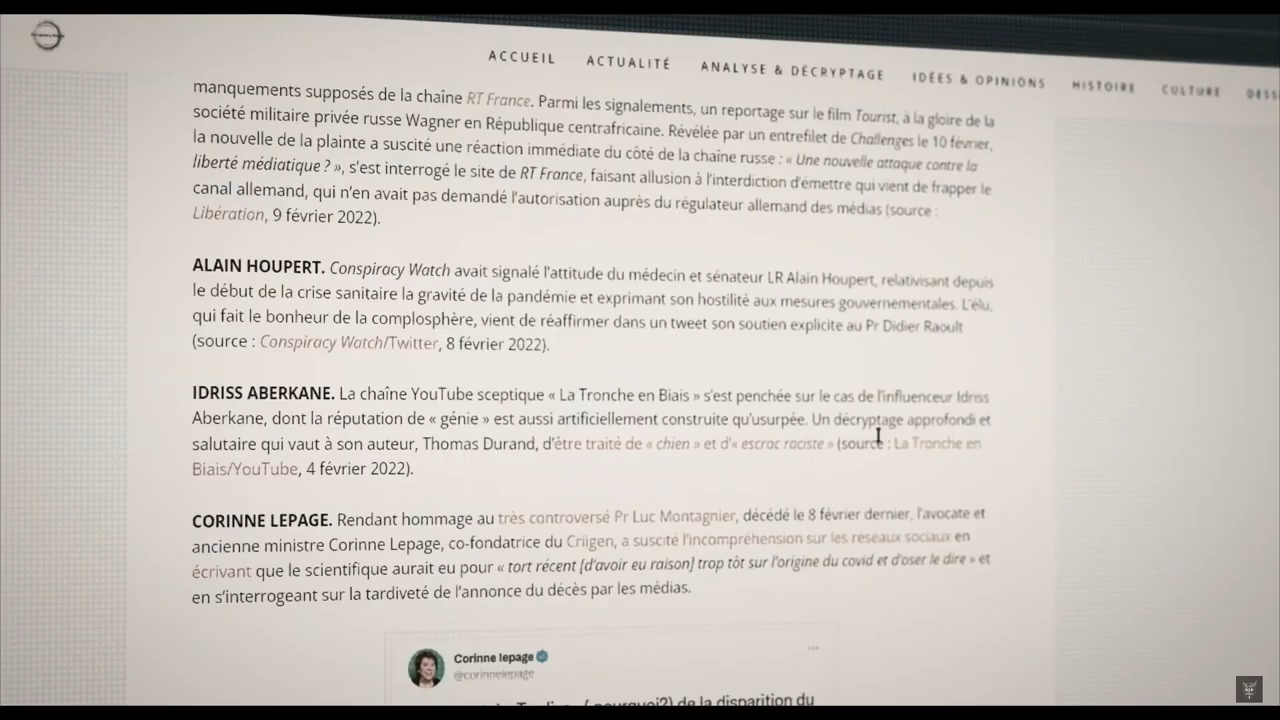 ACCUEIL ACTUALITÉ ANALYSE & DÉCRYPTAGE IDÉES & OPINIONS HISTOIRE CULTURE
manquements supposés de la chaîne RT France. Parmi les signalements, un reportage sur le film Tourist, à la gloire de la
société militaire privée russe Wagner en République centrafricaine. Révélée par un entrefilet de Challenges le 10 février,
la nouvelle de la plainte a suscité une réaction immédiate du côté de la chaîne russe : « Une nouvelle attaque contre la
liberté médiatique ? », s'est interrogé le site de RT France, faisant allusion à l'interdiction d'émettre qui vient de frapper le
canal allemand, qui n'en avait pas demandé l'autorisation auprès du régulateur allemand des médias (source :
Libération, 9 février 2022).
ALAIN HOUPERT. Conspiracy Watch avait signalé l'attitude du médecin et sénateur LR Alain Houpert, relativisant depuis
le début de la crise sanitaire la gravité de la pandémie et exprimant son hostilité aux mesures gouvernementales. L'élu,
qui fait le bonheur de la complosphère, vient de réaffirmer dans un tweet son soutien explicite au Pr Didier Raoult
(source : Conspiracy Watch/Twitter, 8 février 2022).
IDRISS ABERKANE. La chaîne YouTube sceptique « La Tronche en Biais » s'est penchée sur le cas de l'influenceur Idriss
Aberkane, dont la réputation de « génie » est aussi artificiellement construite qu'usurpée. Un décryptage approfondi et
salutaire qui vaut à son auteur, Thomas Durand, d'être traité de « chien » et d'« escroc raciste » (source : La Tronche en
Biais/YouTube, 4 février 2022).
CORINNE LEPAGE. Rendant hommage au très controversé Pr Luc Montagnier, décédé le 8 février dernier, l'avocate et
ancienne ministre Corinne Lepage, co-fondatrice du Criigen, a suscité l'incompréhension sur les reseaux sociaux en
écrivant que le scientifique aurait eu pour « tort récent [d'avoir eu raison] trop tôt sur l'origine du covid et d'oser le dire » et
en s'interrogeant sur la tardiveté de l'annonce du décès par les médias.
Corinne lepage
@corinnelepage
pourquoi?) de la disparition du